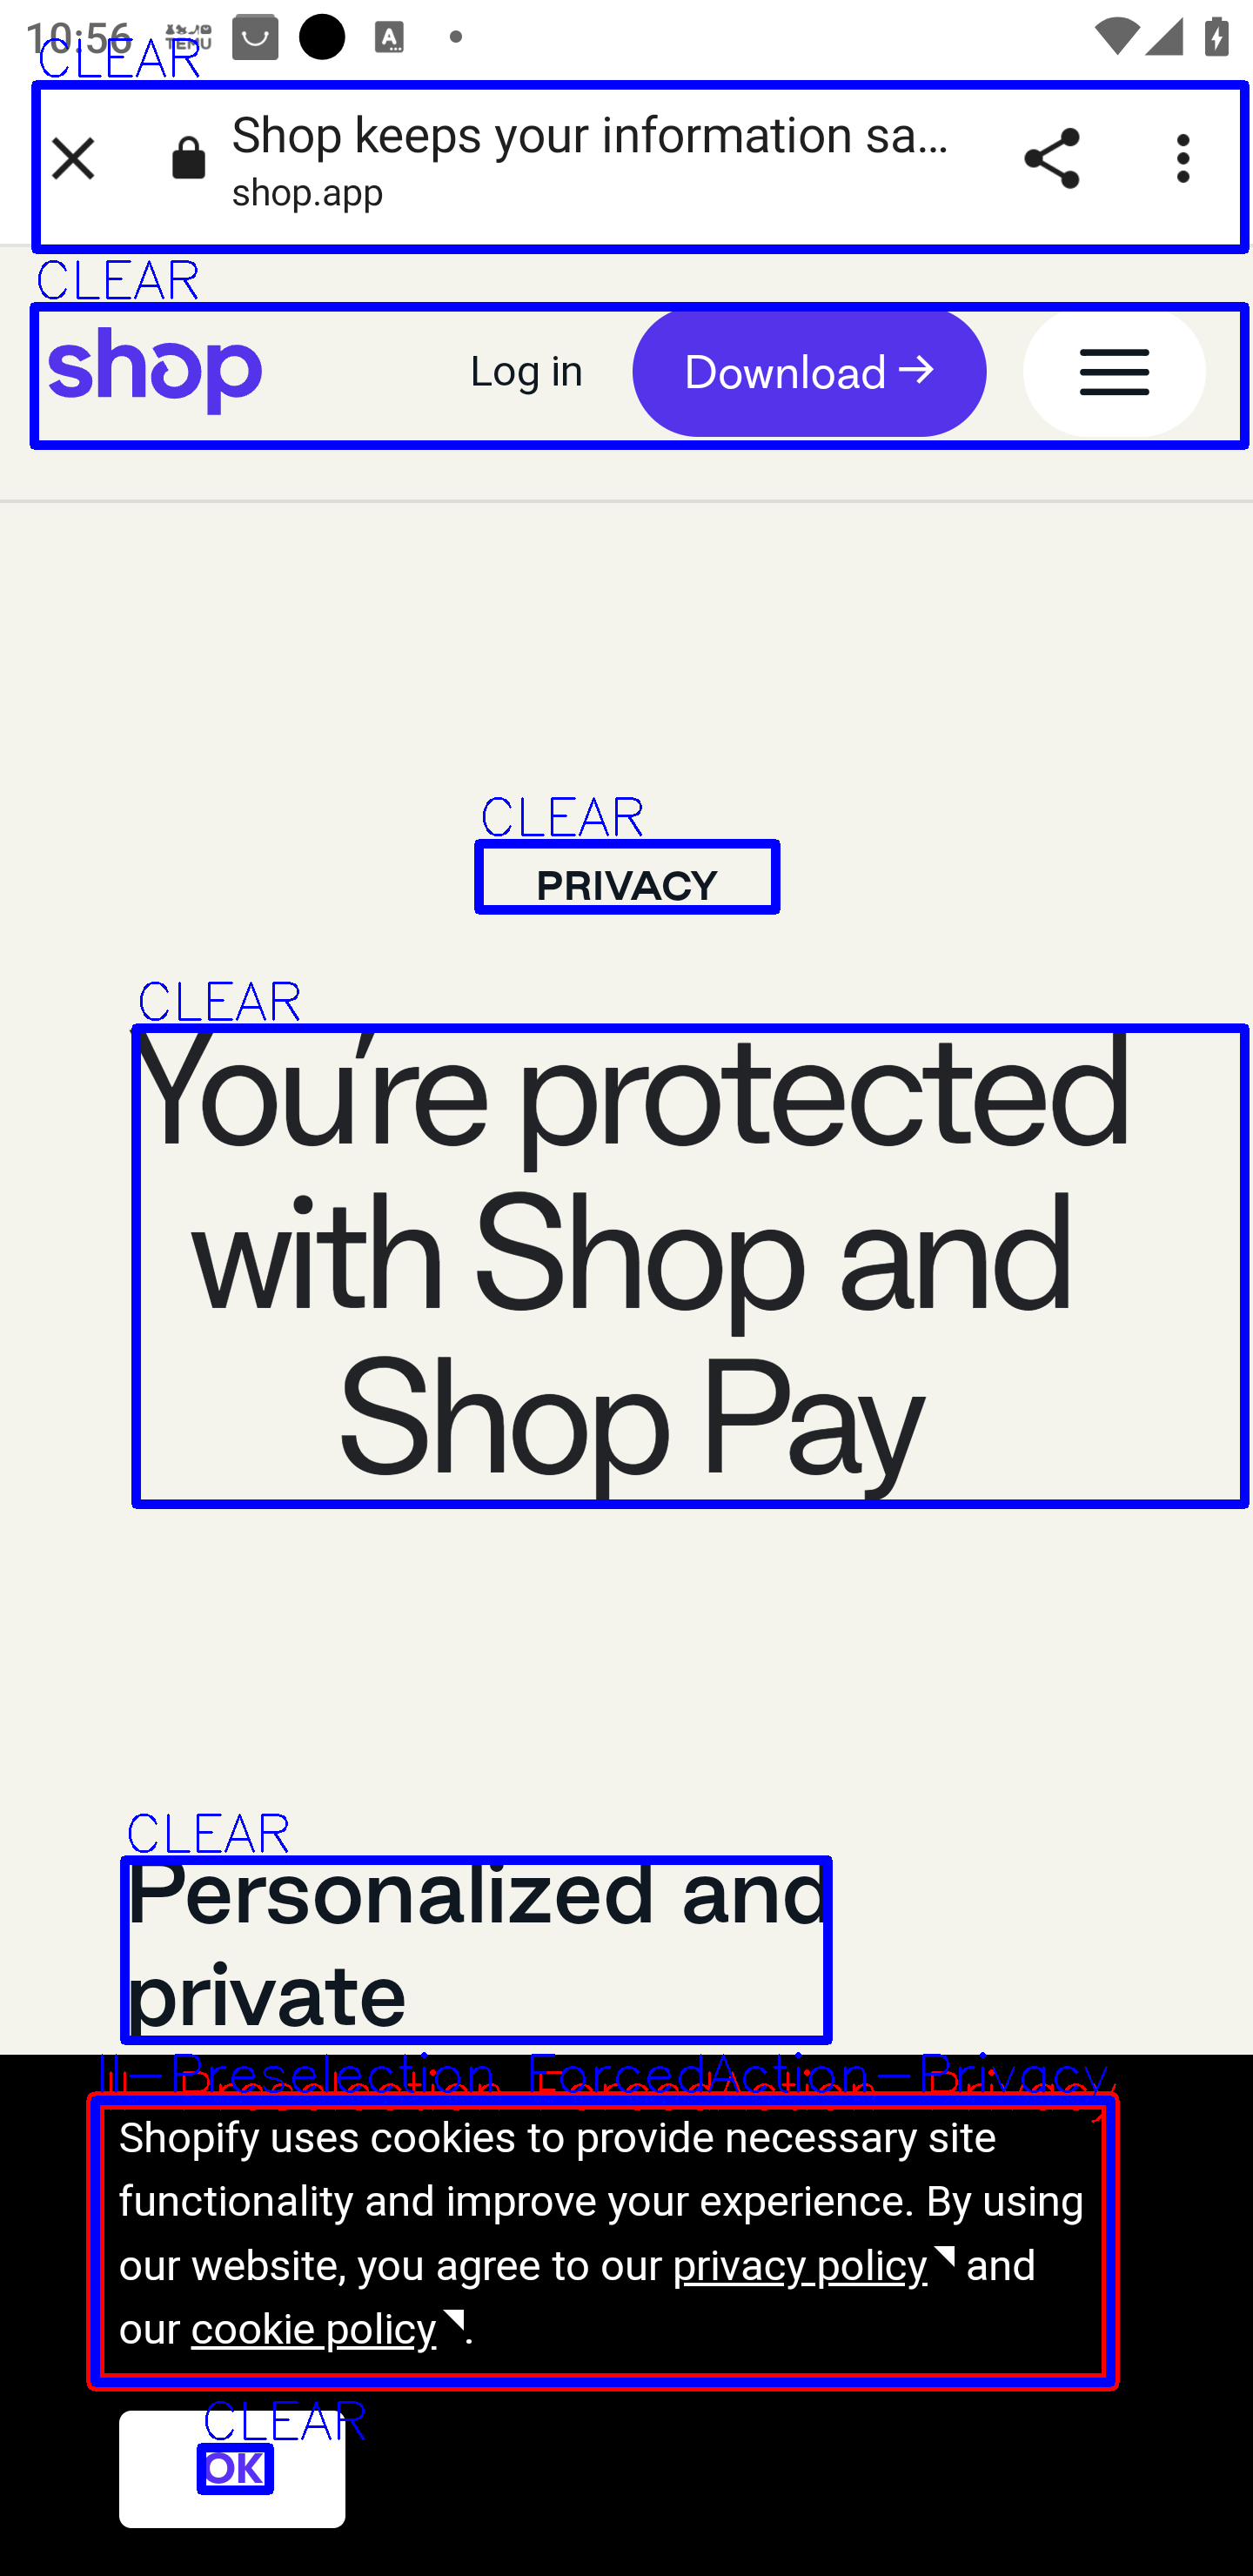 10:56
TEMU
A
CLEAR
Shop keeps your information sa...
shop.app
CLEAR
shop
Log in
Download →
CLEAR
PRIVACY
CLEAR
You're protected
with Shop and
Shop Pay
CLEAR
Personalized and
private
II-Preselection, ForcedAction-Privacy
Shopify uses cookies to provide necessary site
functionality and improve your experience. By using
our website, you agree to our privacy policy and
our cookie policy.
CLEAR
OK